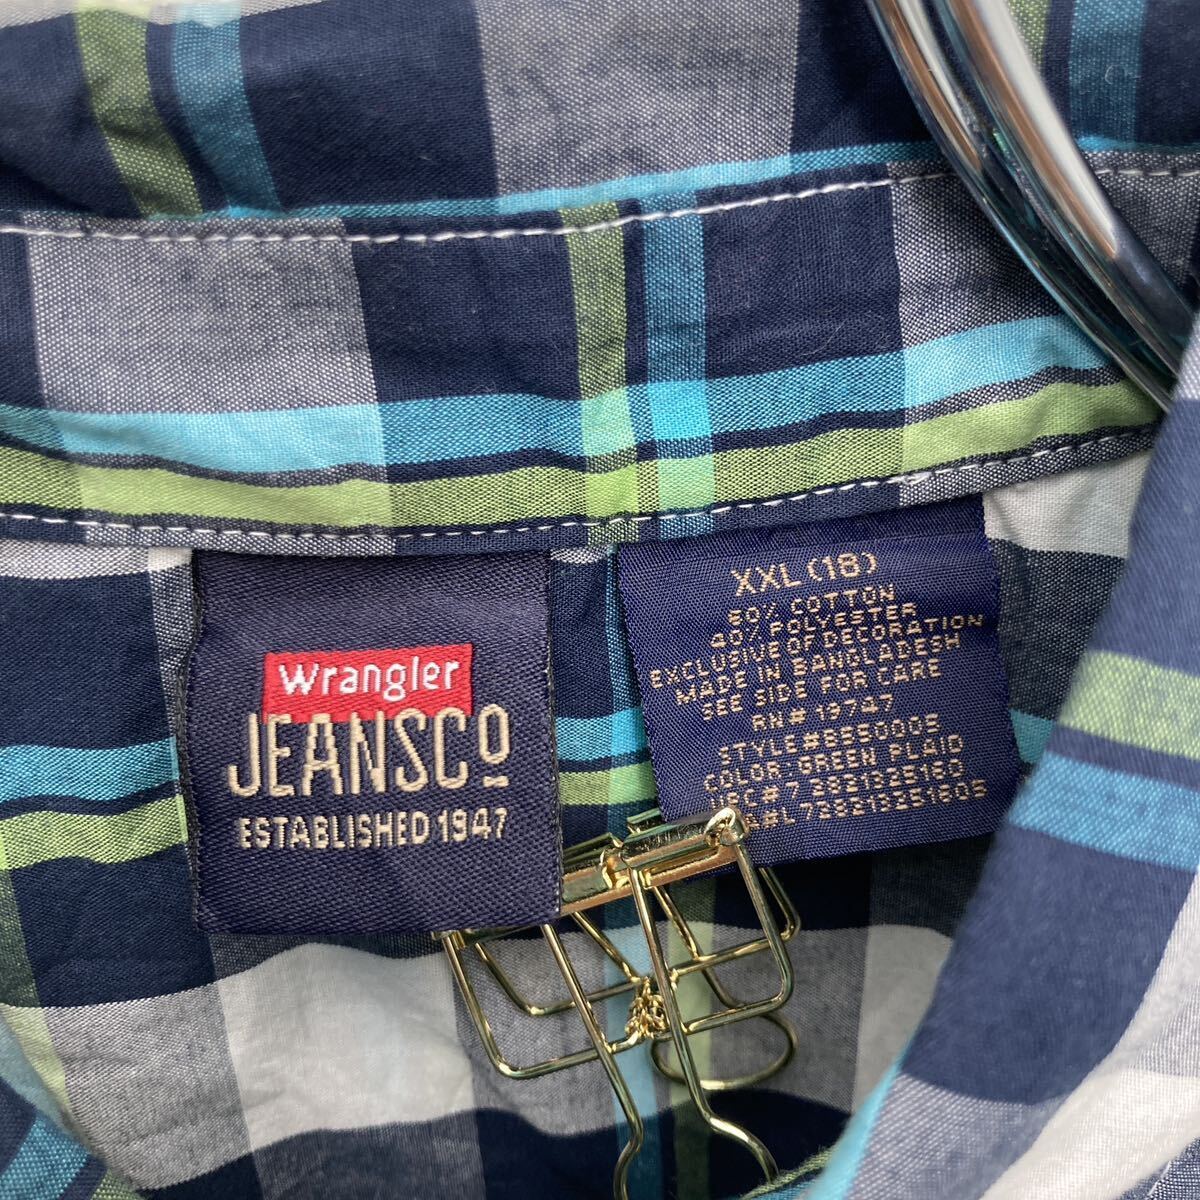 Wrangler
JEANSCo
ESTABLISHED 1947
XXL (18)
60% COTTON
40% POLYESTER
EXCLUSIVE OF DECORATION
MADE IN BANGLADESH
SEE SIDE FOR CARE
RN# 19747
COLOR: GREEN PLAID